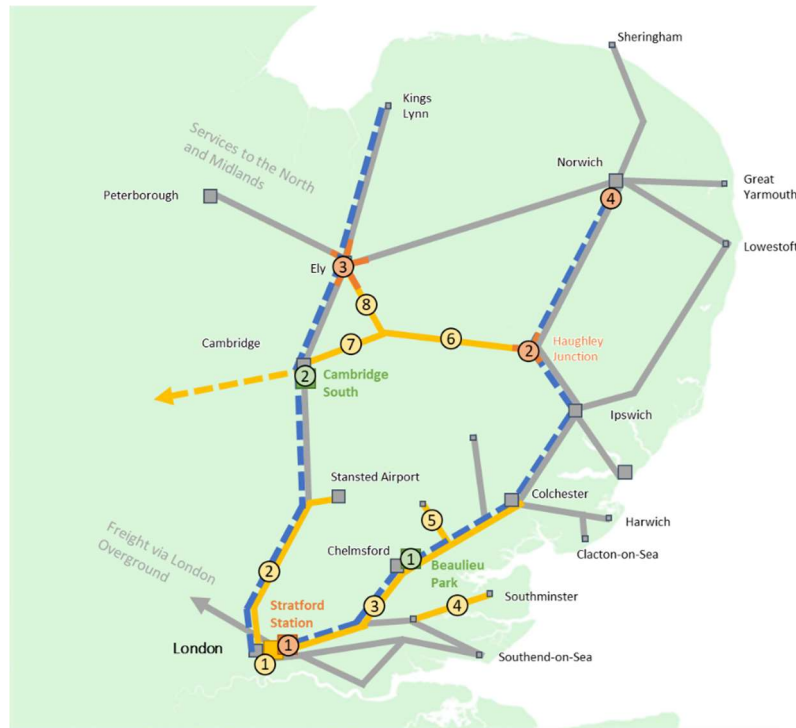 Sheringham
Kings
Lynn
Services to the North
and Midlands
Norwich
Great
Yarmouth
Peterborough
4
Lowestoft
Ely
3
8
Cambridge
7
6
2
Haughley
Junction
2
Cambridge
South
Ipswich
Stansted Airport
Colchester
5
Harwich
Freight via London
Overground
Chelmsford
1
Beaulieu
Park
Clacton-on-Sea
2
3
4
Southminster
Stratford
Station
London
1
1
Southend-on-Sea